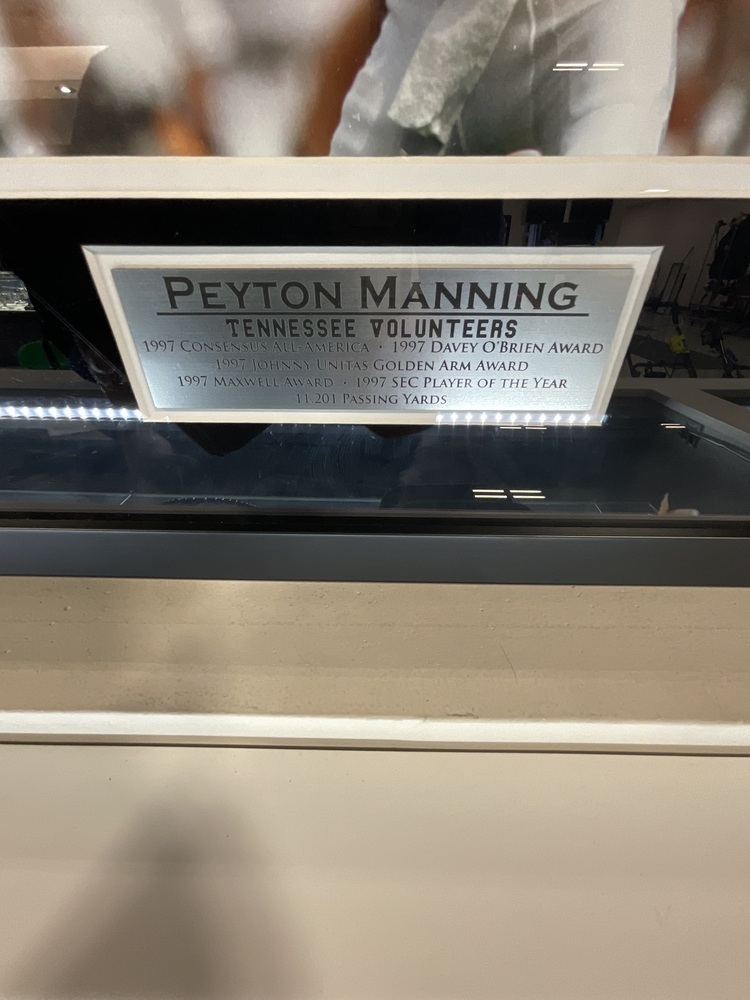 PEYTON MANNING
TENNESSEE VOLUNTEERS
1997 CONSENSUS ALL-AMERICA · 1997 DAVEY O'BRIEN AWARD
1997 JOHNNY UNITAS GOLDEN ARM AWARD
1997 MAXWELL AWARD · 1997 SEC PLAYER OF THE YEAR
11,201 PASSING YARDS